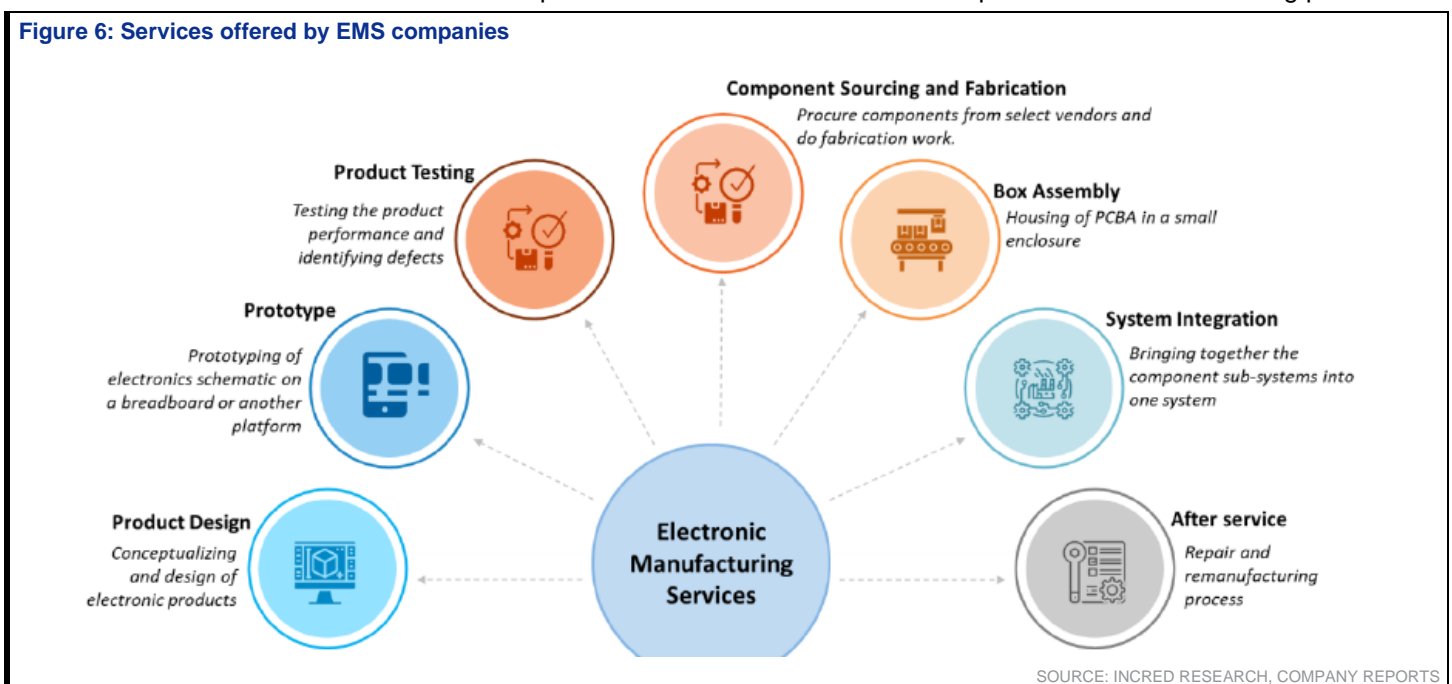 Figure 6: Services offered by EMS companies
Component Sourcing and Fabrication
Procure components from select vendors and
do fabrication work.
Product Testing
Testing the product
performance and
identifying defects
Box Assembly
Housing of PCBA in a small
enclosure
Prototype
Prototyping of
electronics schematic on
a breadboard or another
platform
System Integration
Bringing together the
component sub-systems into
one system
Product Design
Conceptualizing
and design of
electronic products
Electronic
Manufacturing
Services
After service
Repair and
remanufacturing
process
SOURCE: INCRED RESEARCH, COMPANY REPORTS